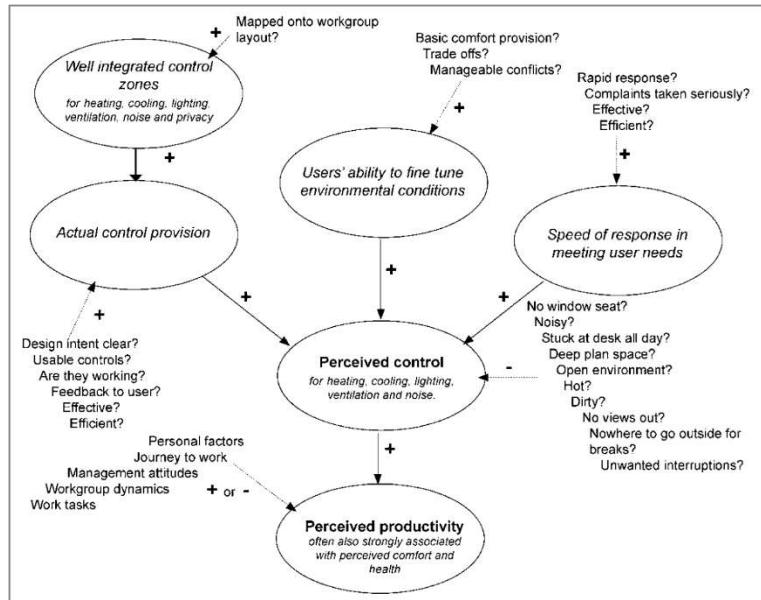 +
Mapped onto workgroup
layout?
Well integrated control
zones
for heating, cooling, lighting,
ventilation, noise and privacy
Basic comfort provision?
Trade offs?
Manageable conflicts?
+
Rapid response?
Complaints taken seriously?
Effective?
Efficient?
+
+
Users' ability to fine tune
environmental conditions
Actual control provision
Speed of response in
meeting user needs
+
+
+
+
Design intent clear?
Usable controls?
Are they working?
Feedback to user?
Effective?
Efficient?
Perceived control
for heating, cooling, lighting,
ventilation and noise.
-
No window seat?
Noisy?
Stuck at desk all day?
Deep plan space?
Open environment?
Hot?
Dirty?
No views out?
Nowhere to go outside for
breaks?
Unwanted interruptions?
+
Personal factors
Journey to work
Management attitudes
Workgroup dynamics
Work tasks
+ or -
Perceived productivity
often also strongly associated
with perceived comfort and
health